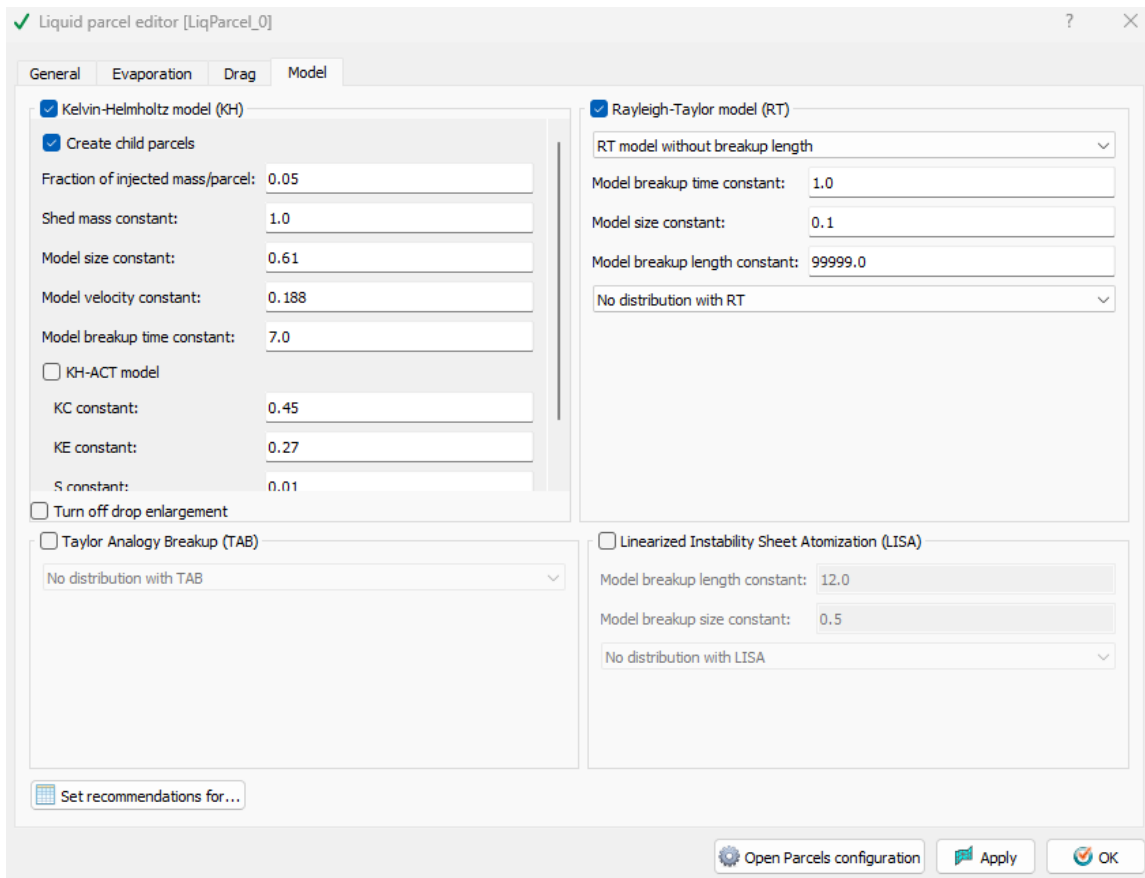 Liquid parcel editor [LiqParcel_0]
?
General Evaporation Drag Model
Kelvin-Helmholtz model (KH)
Create child parcels
Fraction of injected mass/parcel: 0.05
Shed mass constant: 1.0
Model size constant: 0.61
Model velocity constant: 0.188
Model breakup time constant: 7.0
KH-ACT model
KC constant: 0.45
KE constant: 0.27
S constant: 0.01
Turn off drop enlargement
Rayleigh-Taylor model (RT)
RT model without breakup length
Model breakup time constant: 1.0
Model size constant: 0.1
Model breakup length constant: 99999.0
No distribution with RT
Taylor Analogy Breakup (TAB)
No distribution with TAB
Linearized Instability Sheet Atomization (LISA)
Model breakup length constant: 12.0
Model breakup size constant: 0.5
No distribution with LISA
Set recommendations for...
Open Parcels configuration Apply OK